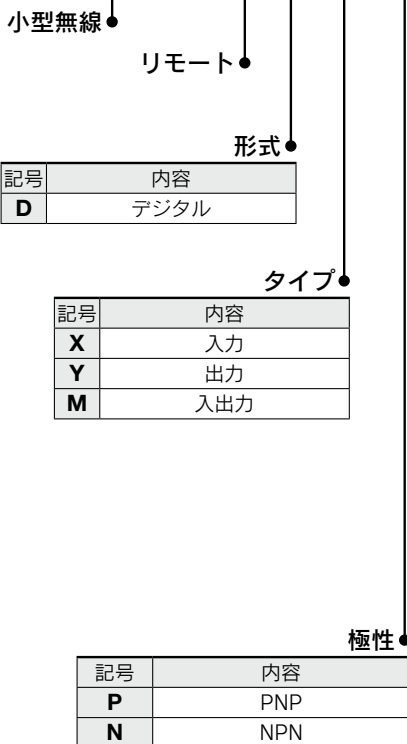 小型無線
リモート
形式
記号 内容
D デジタル
タイプ
記号 内容
X 入力
Y 出力
M 入出力
極性
記号 内容
P PNP
N NPN